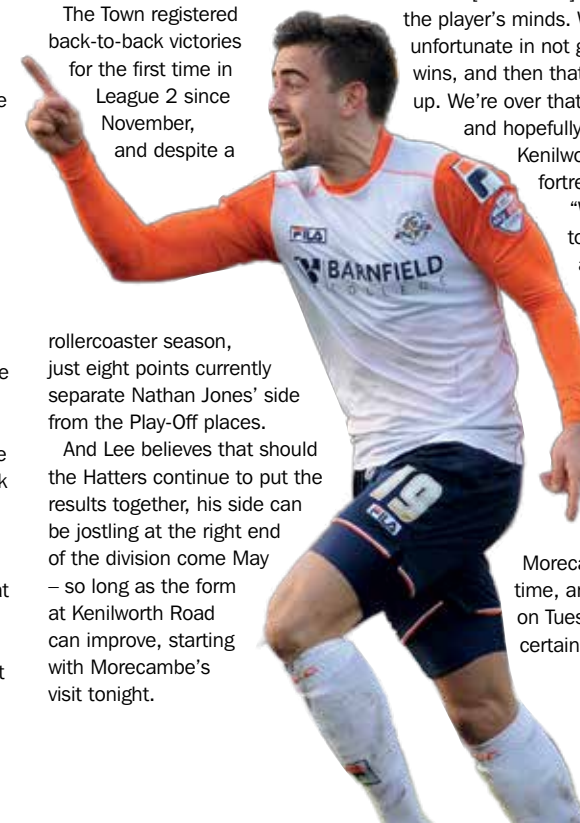 The Town registered
back-to-back victories
for the first time in
League 2 since
November,
and despite a
rollercoaster season,
just eight points currently
separate Nathan Jones’ side
from the Play-Off places.
And Lee believes that should
the Hatters continue to put the
results together, his side can
be jostling at the right end
of the division come May
– so long as the form
at Kenilworth Road
can improve, starting
with Morecambe’s
visit tonight.
the player’s minds.
unfortunate in not
wins, and then that
up. We’re over that
and hopefully
fortre
to
time,
on
certain
FILA
BARNFIELD
COLLEGE
19
FILA